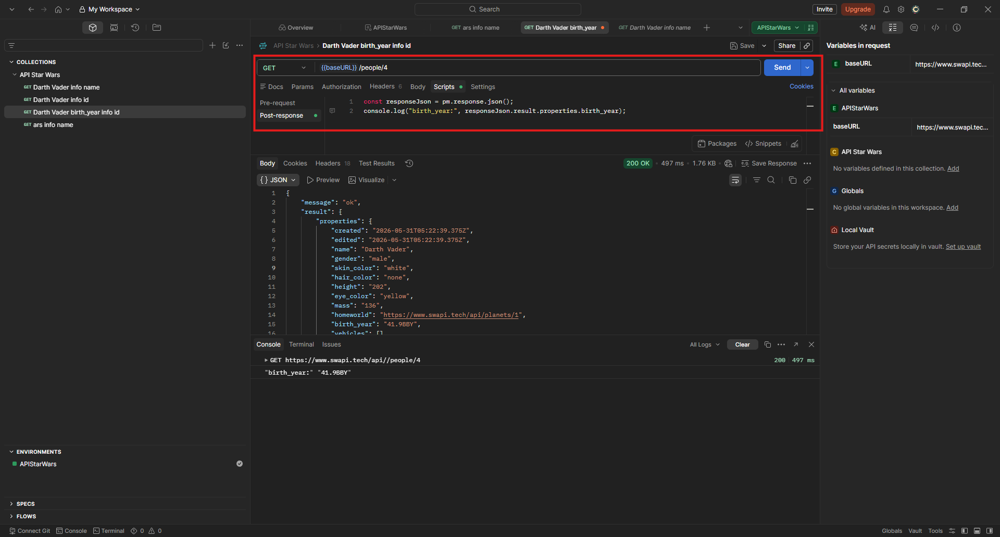 My Workspace
Search
Invite
Upgrade
Overview
APIStarWars
GET ars info name
GET Darth Vader birth_year
GET Darth Vader info name
APIStarWars
AI
HTTP API Star Wars > Darth Vader birth_year info id
Save
Share
Variables in request
COLLECTIONS
API Star Wars
GET Darth Vader info name
GET Darth Vader info id
GET Darth Vader birth_year info id
GET ars info name
GET {{baseURL}} /people/4
Send
Docs Params Authorization Headers 6 Body Scripts Settings
Cookies
Pre-request
Post-response
1 const responseJson = pm.response.json();
2 console.log("birth_year:", responseJson.result.properties.birth_year);
Packages Snippets
E baseURL https://www.swapi.tec...
All variables
E APIStarWars
baseURL https://www.swapi.tec...
C API Star Wars
No variables defined in this collection. Add
G Globals
No global variables in this workspace. Add
Local Vault
Store your API secrets locally in vault. Set up vault
Body Cookies Headers 18 Test Results
200 OK • 497 ms • 1.76 KB
e.g. Save Response
{} JSON Preview Visualize
1 {
2 "message": "ok",
3 "result": {
4 "properties": {
5 "created": "2026-05-31T05:22:39.375Z",
6 "edited": "2026-05-31T05:22:39.375Z",
7 "name": "Darth Vader",
8 "gender": "male",
9 "skin_color": "white",
10 "hair_color": "none",
11 "height": "202",
12 "eye_color": "yellow",
13 "mass": "136",
14 "homeworld": "https://www.swapi.tech/api/planets/1",
15 "birth_year": "41.9BBY",
16 "vehicles": [],
Console Terminal Issues
All Logs Clear
GET https://www.swapi.tech/api//people/4
200 497 ms
"birth_year:" "41.9BBY"
ENVIRONMENTS
APIStarWars
SPECS
FLOWS
Connect Git Console Terminal 0 0
Globals Vault Tools